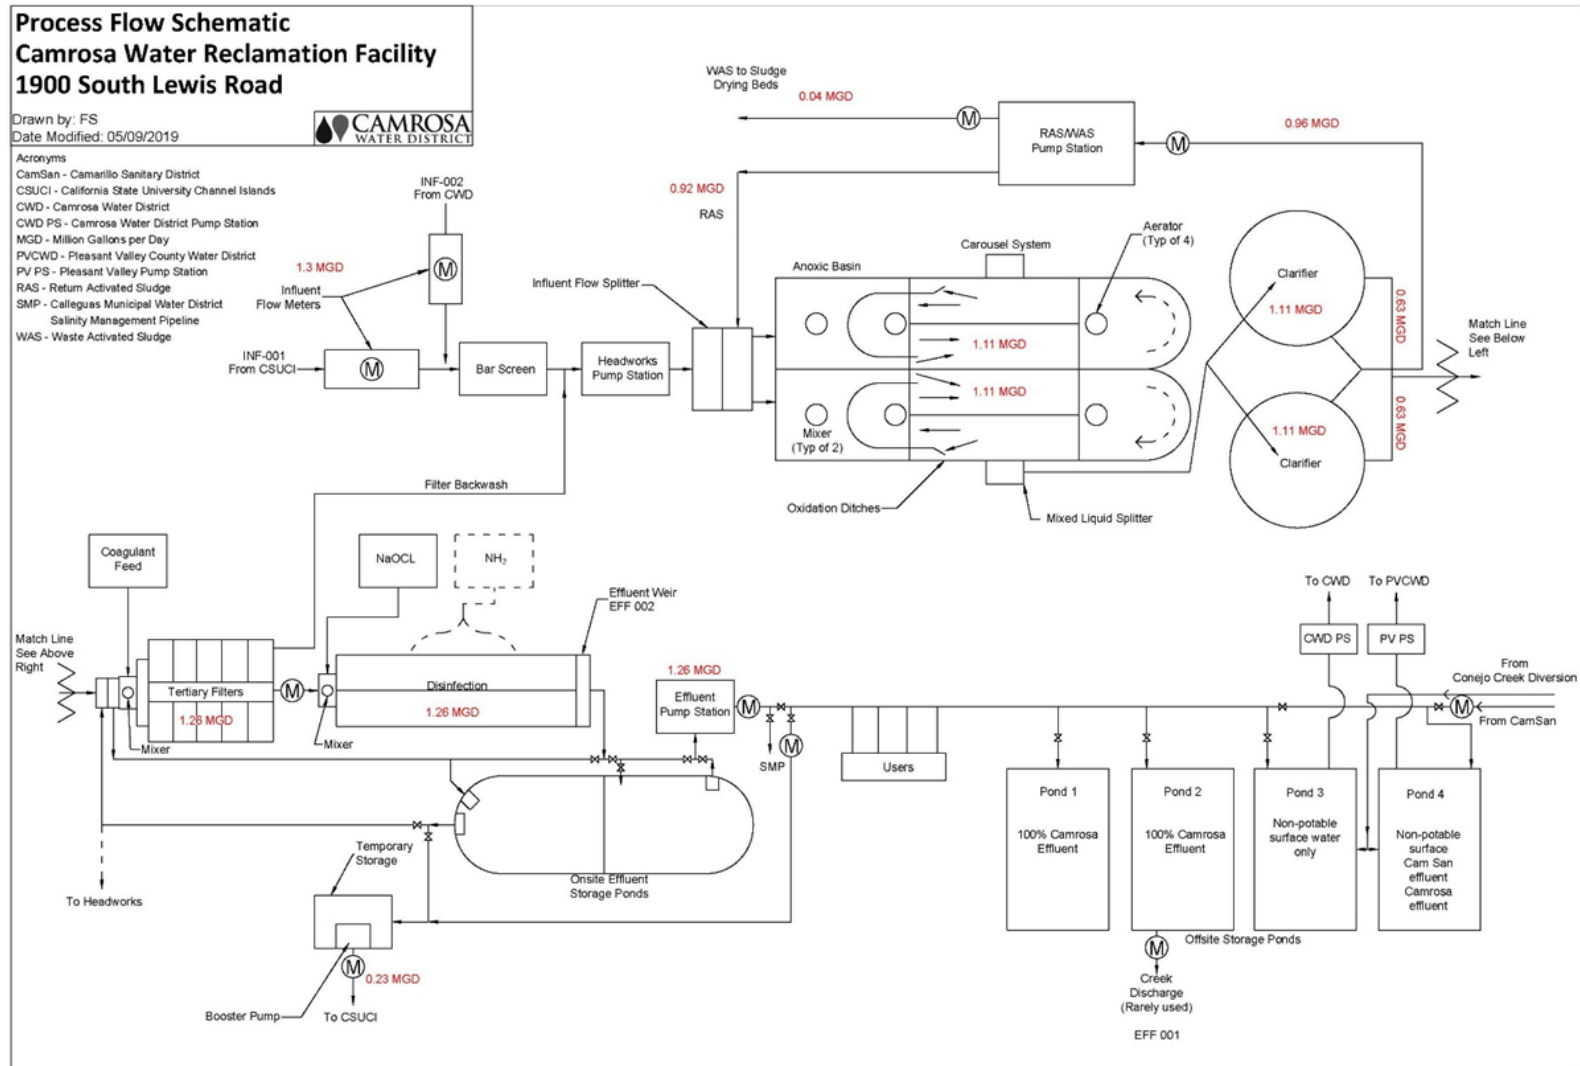 Process Flow Schematic
Camrosa Water Reclamation Facility
1900 South Lewis Road
Drawn by: FS
Date Modified: 05/09/2019
CAMROSA
WATER DISTRICT
Acronyms
CamSan - Camarillo Sanitary District
CSUCI - California State University Channel Islands
CWD - Camrosa Water District
CWD PS - Camrosa Water District Pump Station
MGD - Million Gallons per Day
PVCWD - Pleasant Valley County Water District
PV PS - Pleasant Valley Pump Station
RAS - Return Activated Sludge
SMP - Calleguas Municipal Water District
Salinity Management Pipeline
WAS - Waste Activated Sludge
INF-002
From CWD
M
1.3 MGD
Influent
Flow Meters
INF-001
From CSUCI
M
Bar Screen
Headworks
Pump Station
Influent Flow Splitter
WAS to Sludge
Drying Beds
0.04 MGD
M
RAS/WAS
Pump Station
M
0.96 MGD
0.92 MGD
RAS
Anoxic Basin
Carousel System
Aerator
(Typ of 4)
1.11 MGD
1.11 MGD
Mixer
(Typ of 2)
Oxidation Ditches
Mixed Liquid Splitter
Clarifier
1.11 MGD
0.63 MGD
1.11 MGD
Clarifier
0.63 MGD
Match Line
See Below
Left
Filter Backwash
Coagulant
Feed
NaOCL
NH3
Effluent Weir
EFF 002
Match Line
See Above
Right
Tertiary Filters
1.26 MGD
Mixer
M
Mixer
Disinfection
1.26 MGD
1.26 MGD
Effluent
Pump Station
M
M
SMP
Users
To Headworks
Temporary
Storage
Onsite Effluent
Storage Ponds
M
0.23 MGD
Booster Pump
To CSUCI
To CWD
To PVCWD
CWD PS
PV PS
From
Conejo Creek Diversion
M
From CamSan
Pond 1
100% Camrosa
Effluent
Pond 2
100% Camrosa
Effluent
Pond 3
Non-potable
surface water
only
Pond 4
Non-potable
surface
Cam San
effluent
Camrosa
effluent
Offsite Storage Ponds
M
Creek
Discharge
(Rarely used)
EFF 001